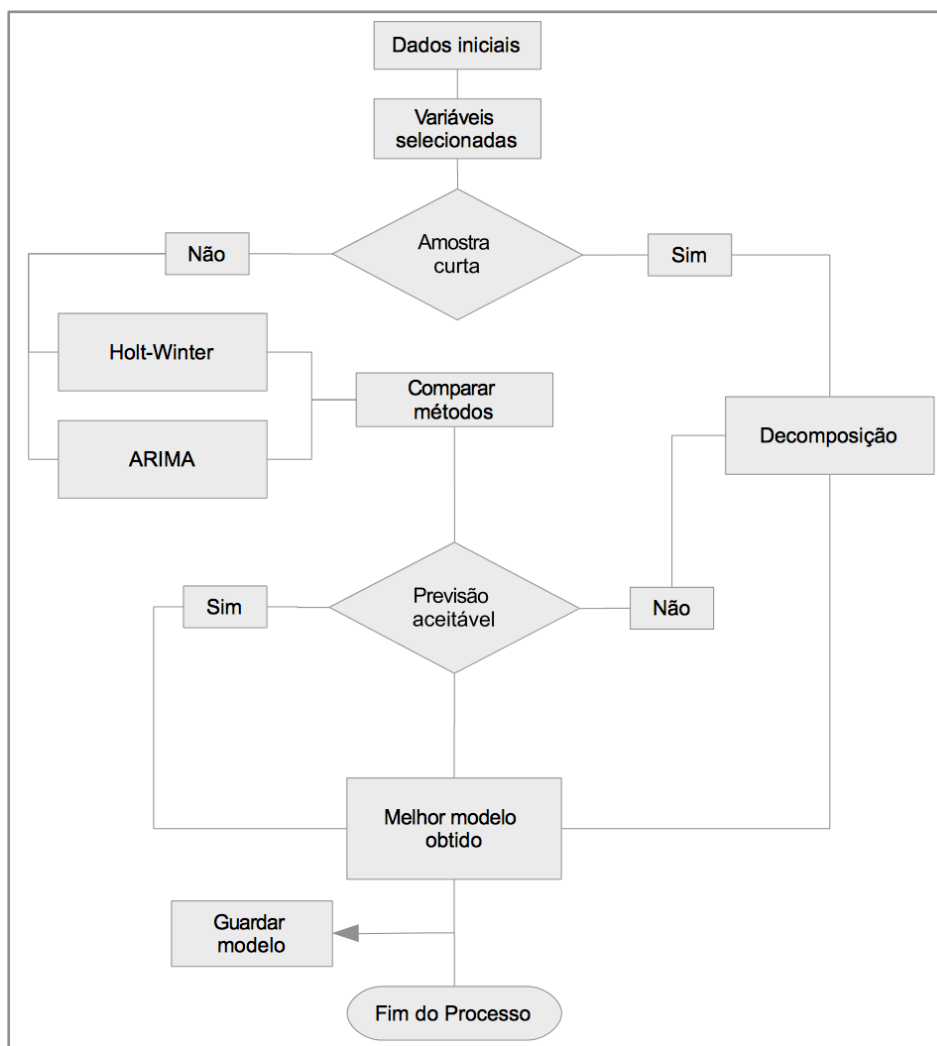 Dados iniciais
Variáveis
selecionadas
Amostra
curta
Não
Sim
Holt-Winter
Comparar
métodos
Decomposição
ARIMA
Previsão
aceitável
Sim
Não
Melhor modelo
obtido
Guardar
modelo
Fim do Processo